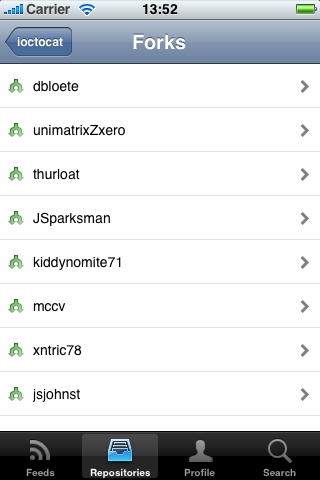 Carrier 13:52
ioctocat Forks
dbloete
unimatrixZxero
thurloat
JSparksman
kiddynomite71
mccv
xntric78
jsjohnst
Feeds Repositories Profile Search